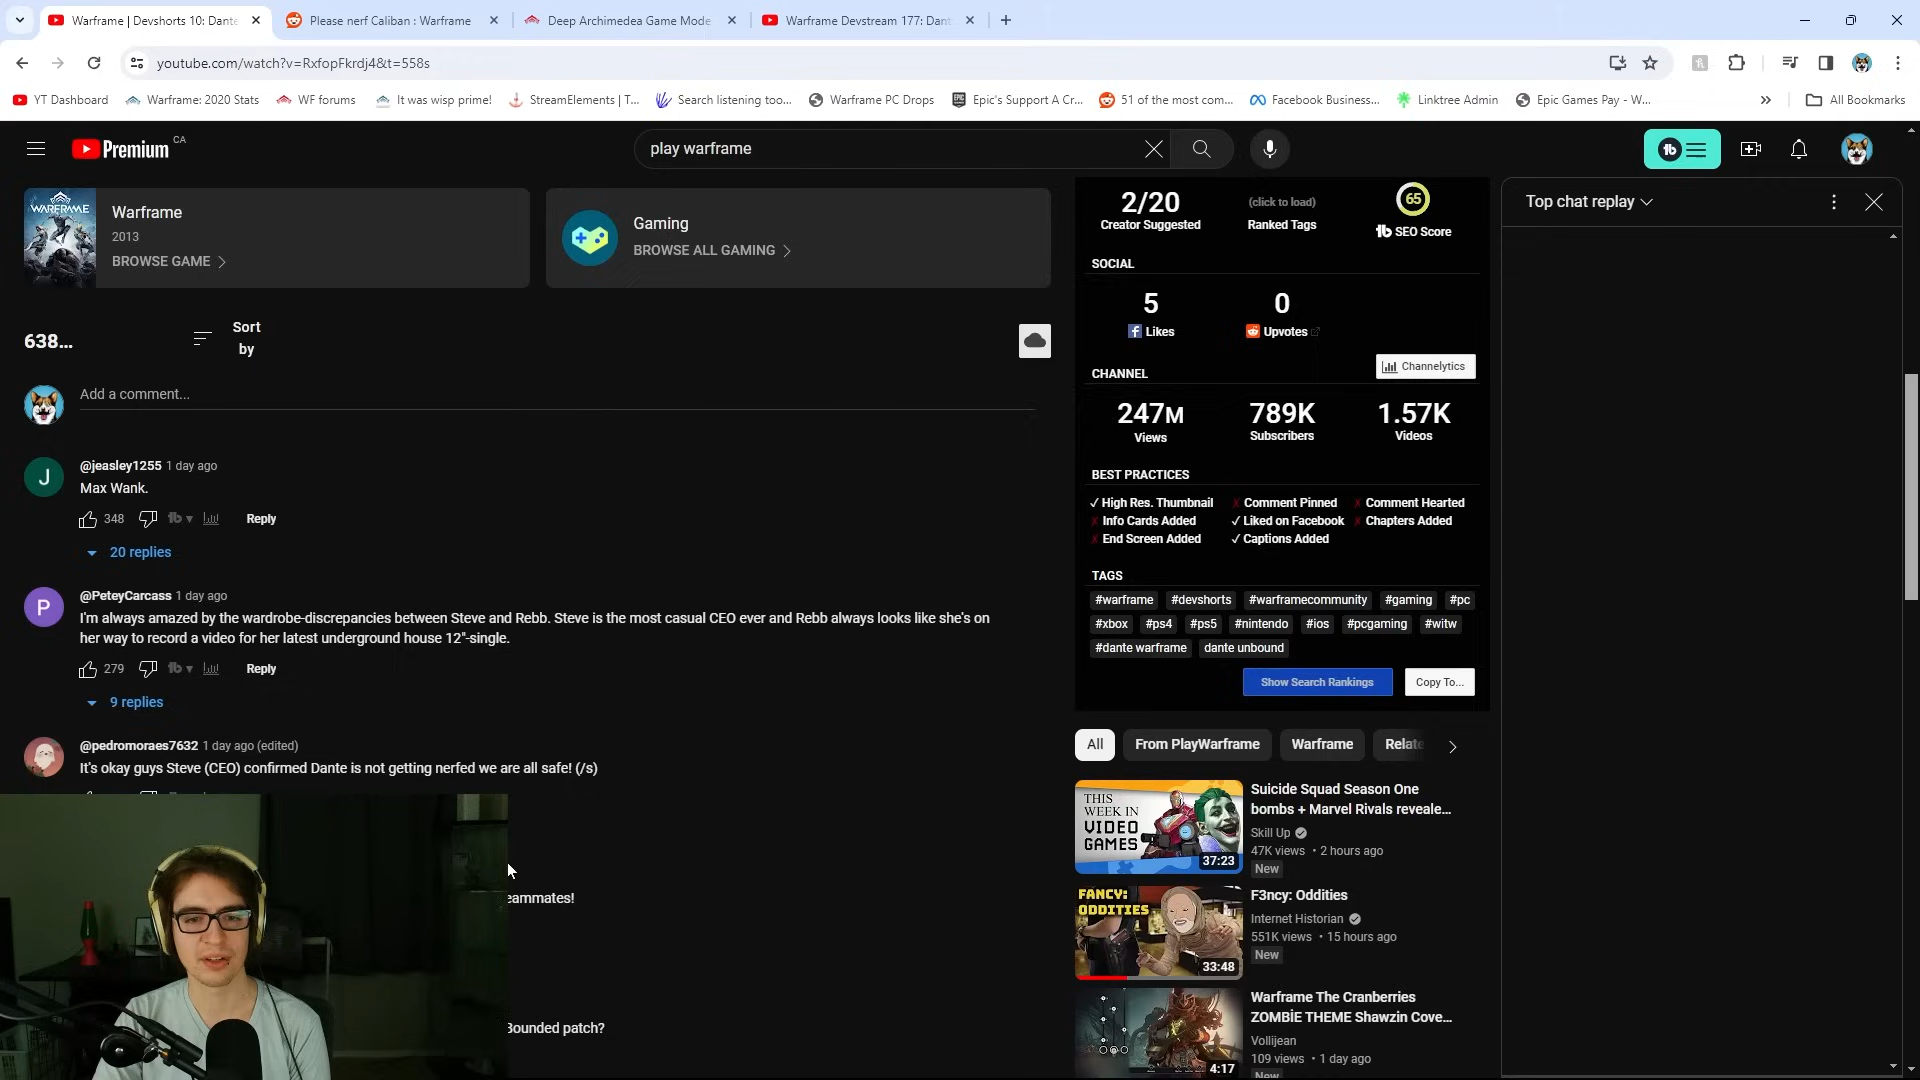 Warframe | Devshorts 10: Dante
Please nerf Caliban : Warframe
Deep Archimedea Game Mode
Warframe Devstream 177: Dant
youtube.com/watch?v=RxfopFkrdj4&t=558s
YT Dashboard
Warframe: 2020 Stats
WF forums
It was wisp prime!
StreamElements | T...
Search listening too...
Warframe PC Drops
Epic's Support A Cr...
51 of the most com...
Facebook Business...
Linktree Admin
Epic Games Pay - W...
All Bookmarks
Premium
CA
play warframe
WARFRAME
Warframe
2013
BROWSE GAME
Gaming
BROWSE ALL GAMING
638...
Sort
by
Add a comment...
@jeasley1255 1 day ago
J
Max Wank.
348
Reply
20 replies
@PeteyCarcass 1 day ago
P
I'm always amazed by the wardrobe-discrepancies between Steve and Rebb. Steve is the most casual CEO ever and Rebb always looks like she's on
her way to record a video for her latest underground house 12"-single.
279
Reply
9 replies
@pedromoraes7632 1 day ago (edited)
It's okay guys Steve (CEO) confirmed Dante is not getting nerfed we are all safe! (/s)
eammates!
Bounded patch?
2/20
Creator Suggested
(click to load)
Ranked Tags
65
SEO Score
SOCIAL
5
Likes
0
Upvotes
CHANNEL
Channelytics
247M
Views
789K
Subscribers
1.57K
Videos
BEST PRACTICES
✓ High Res. Thumbnail
✗ Comment Pinned
✗ Comment Hearted
✗ Info Cards Added
✓ Liked on Facebook
✗ Chapters Added
✗ End Screen Added
✓ Captions Added
TAGS
#warframe
#devshorts
#warframecommunity
#gaming
#pc
#xbox
#ps4
#ps5
#nintendo
#ios
#pcgaming
#witw
#dante warframe
dante unbound
Show Search Rankings
Copy To...
All
From PlayWarframe
Warframe
Relate
THIS
WEEK IN
VIDEO
GAMES
37:23
Suicide Squad Season One
bombs + Marvel Rivals reveale...
Skill Up
47K views • 2 hours ago
New
FANCY:
ODDITIES
33:48
F3ncy: Oddities
Internet Historian
551K views • 15 hours ago
New
4:17
Warframe The Cranberries
ZOMBİE THEME Shawzin Cove...
Vollijean
109 views • 1 day ago
New
Top chat replay